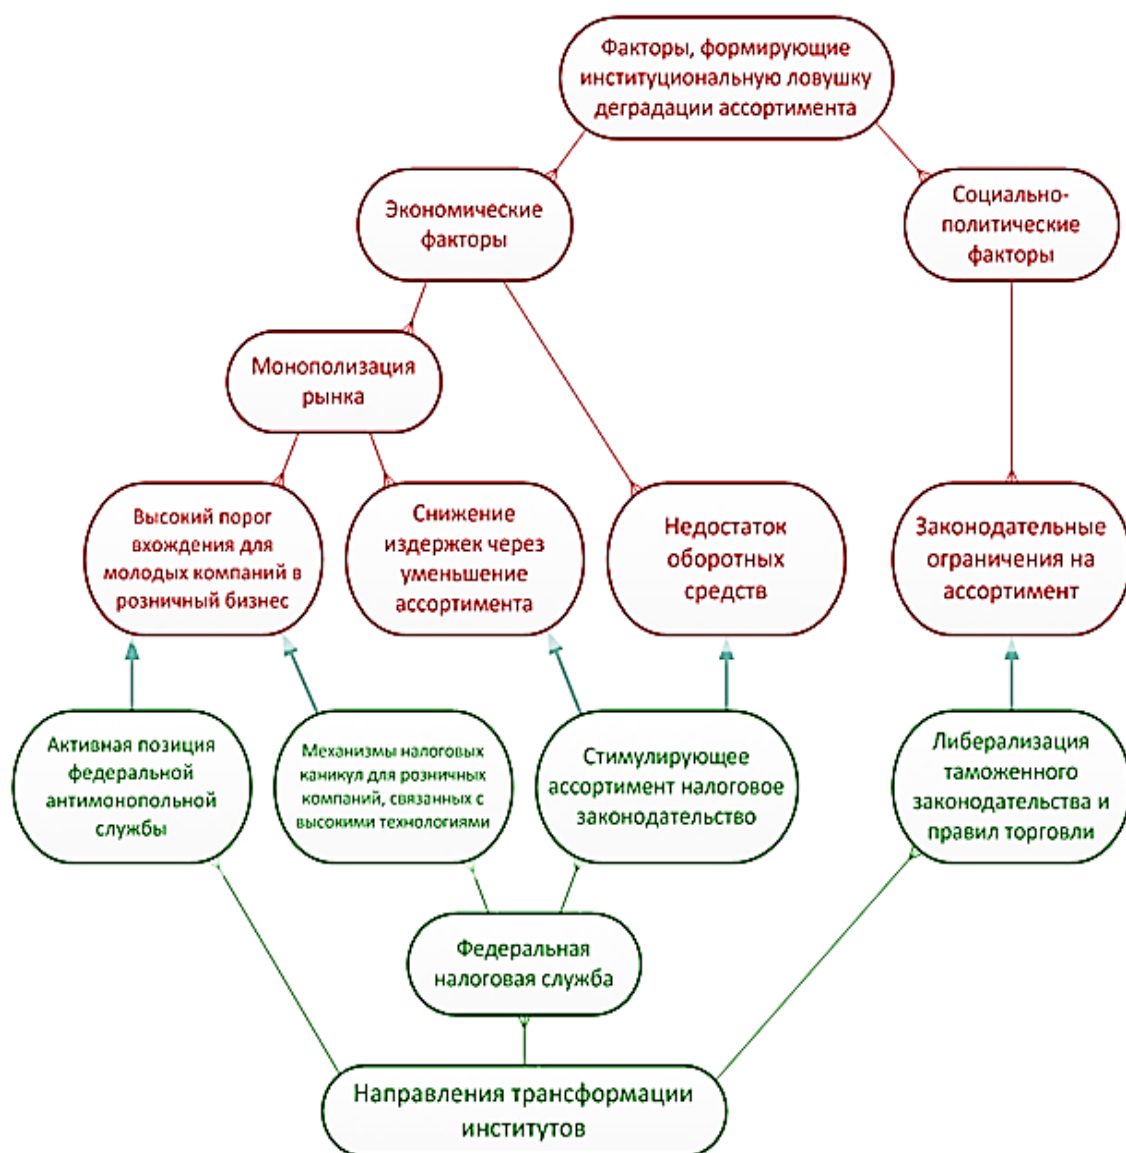 Факторы, формирующие
институциональную ловушку
деградации ассортимента
Экономические
факторы
Социально-
политические
факторы
Монополизация
рынка
Высокий порог
вхождения для
молодых компаний в
розничный бизнес
Снижение
издержек через
уменьшение
ассортимента
Недостаток
оборотных
средств
Законодательные
ограничения на
ассортимент
Активная позиция
федеральной
антимонопольной
службы
Механизмы налоговых
каникул для розничных
компаний, связанных с
высокими технологиями
Стимулирующее
ассортимент налоговое
законодательство
Либерализация
таможенного
законодательства и
правил торговли
Федеральная
налоговая служба
Направления трансформации
институтов